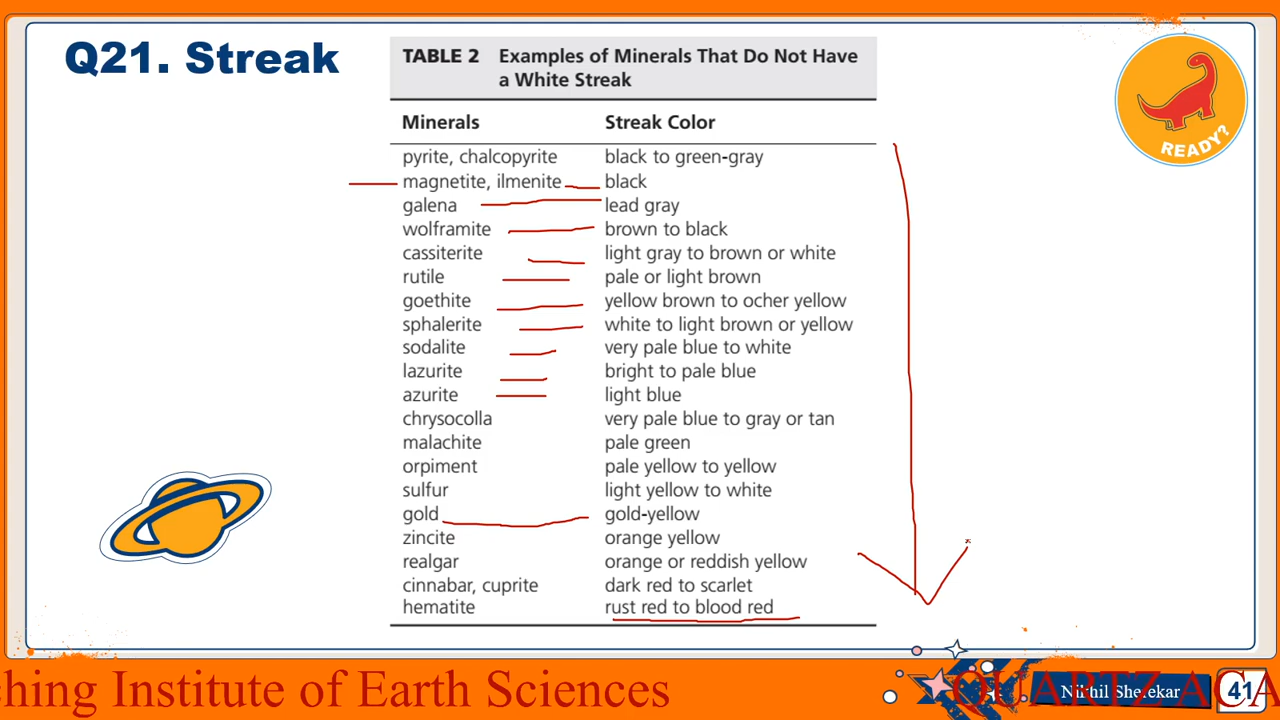 Q21. Streak
TABLE 2 Examples of Minerals That Do Not Have
a White Streak
Minerals Streak Color
pyrite, chalcopyrite black to green-gray
magnetite, ilmenite black
galena lead gray
wolframite brown to black
cassiterite light gray to brown or white
rutile pale or light brown
goethite yellow brown to ocher yellow
sphalerite white to light brown or yellow
sodalite very pale blue to white
lazurite bright to pale blue
azurite light blue
chrysocolla very pale blue to gray or tan
malachite pale green
orpiment pale yellow to yellow
sulfur light yellow to white
gold gold-yellow
zincite orange yellow
realgar orange or reddish yellow
cinnabar, cuprite dark red to scarlet
hematite rust red to blood red
READY?
ching Institute of Earth Sciences QUARTZ ACA
Nikhil Sherekar 41